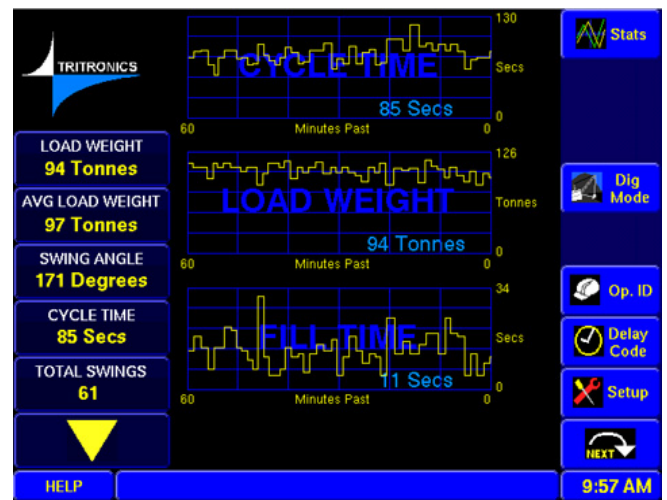 TRITRONICS
LOAD WEIGHT
94 Tonnes
AVG LOAD WEIGHT
97 Tonnes
SWING ANGLE
171 Degrees
CYCLE TIME
85 Secs
TOTAL SWINGS
61
HELP
130
CYCLE TIME
Secs
85 Secs
0
60
Minutes Past
0
126
LOAD WEIGHT
Tonnes
94 Tonnes
0
60
Minutes Past
0
34
FILL TIME
Secs
11 Secs
0
60
Minutes Past
0
Stats
Dig
Mode
Op. ID
Delay
Code
Setup
NEXT
9:57 AM